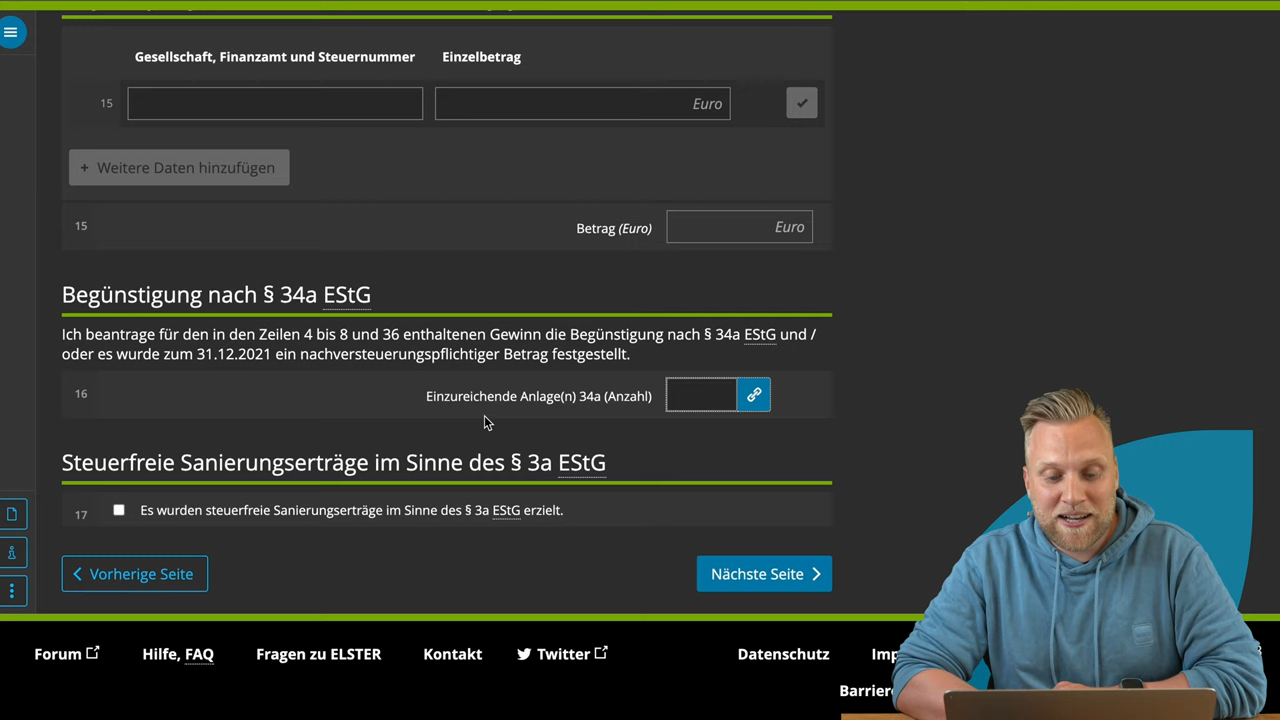 Gesellschaft, Finanzamt und Steuernummer
Einzelbetrag
15
Euro
+ Weitere Daten hinzufügen
15
Betrag (Euro)
Euro
Begünstigung nach § 34a EStG
Ich beantrage für den in den Zeilen 4 bis 8 und 36 enthaltenen Gewinn die Begünstigung nach § 34a EStG und /
oder es wurde zum 31.12.2021 ein nachversteuerungspflichtiger Betrag festgestellt.
16
Einzureichende Anlage(n) 34a (Anzahl)
Steuerfreie Sanierungserträge im Sinne des § 3a EStG
17
Es wurden steuerfreie Sanierungserträge im Sinne des § 3a EStG erzielt.
Vorherige Seite
Nächste Seite
Forum
Hilfe, FAQ
Fragen zu ELSTER
Kontakt
Twitter
Datenschutz
Imp
Barriere